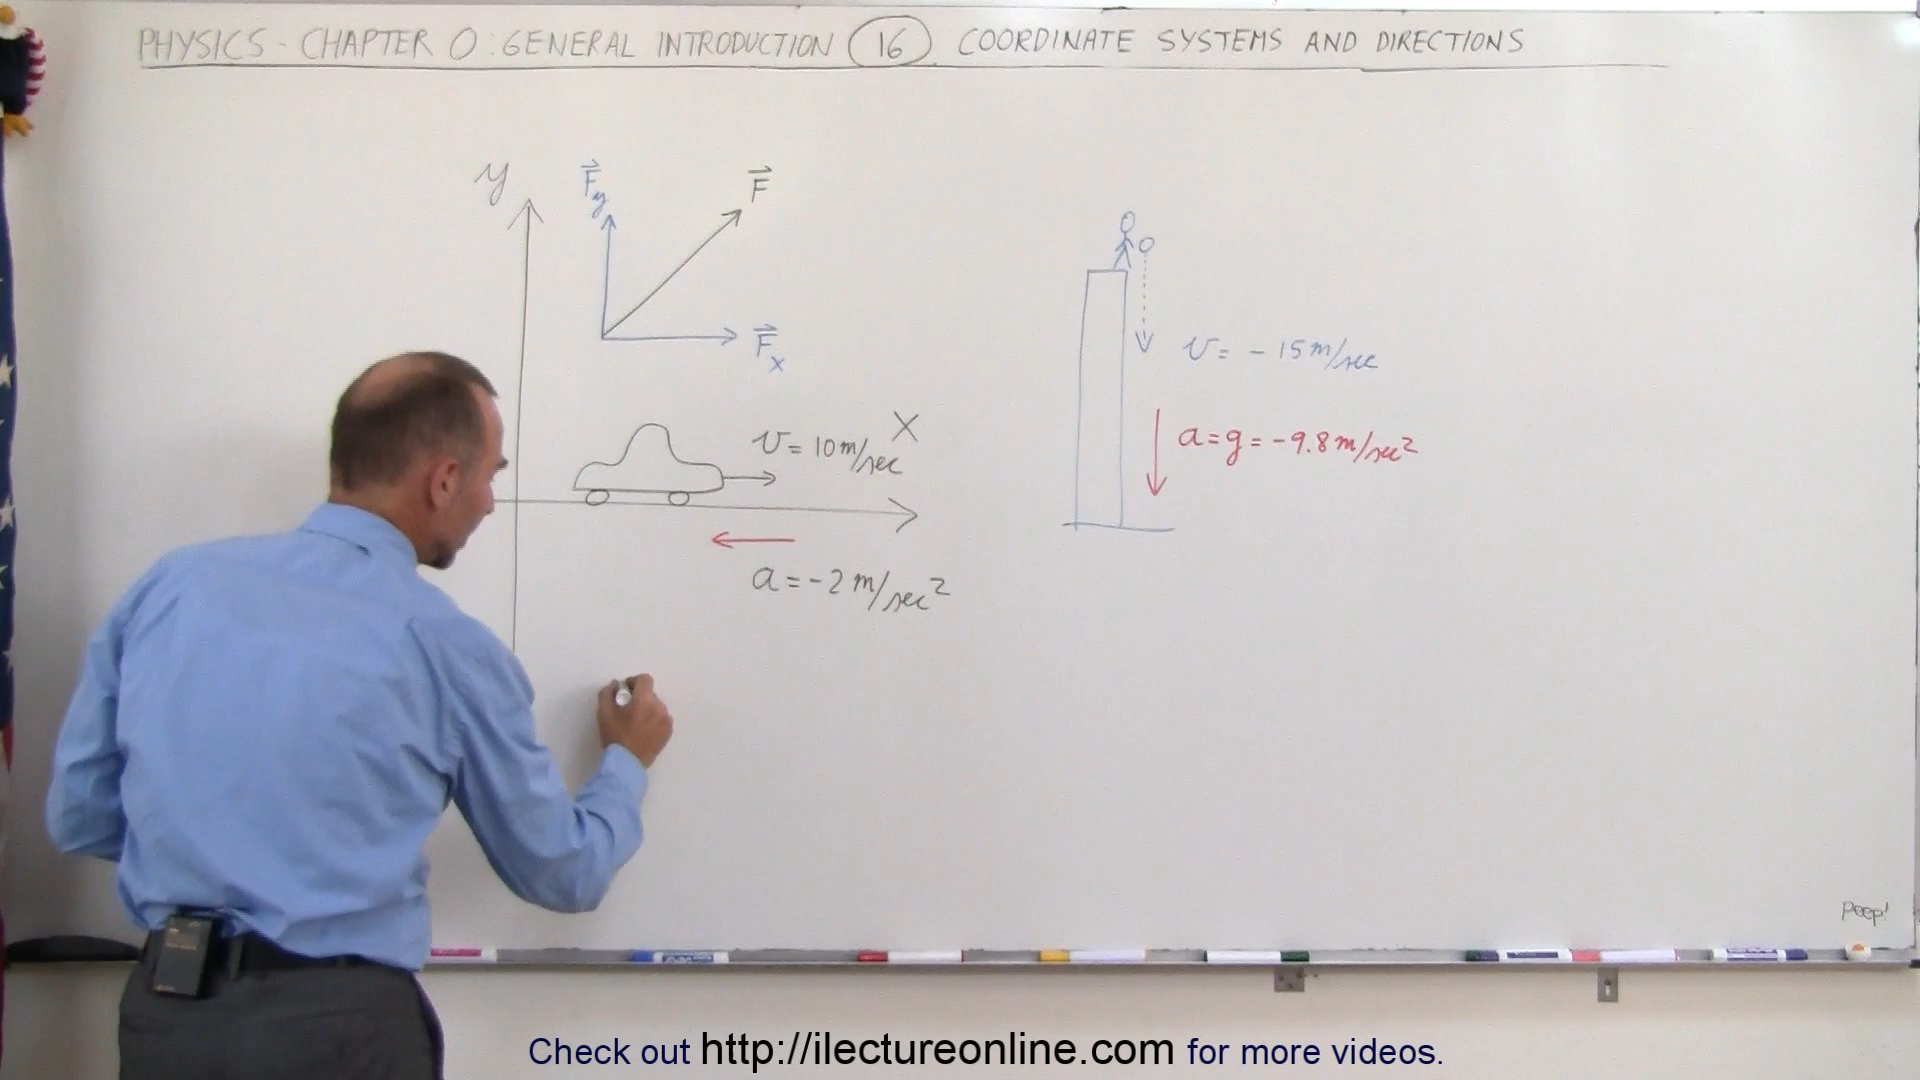 PHYSICS - CHAPTER 0: GENERAL INTRODUCTION 16 COORDINATE SYSTEMS AND DIRECTIONS
y
F⃗y
F⃗
F⃗x
v = 10 m/sec
X
a = -2 m/sec²
v = - 15 m/sec
a = g = -9.8 m/sec²
Peep!
Check out http://ilectureonline.com for more videos.